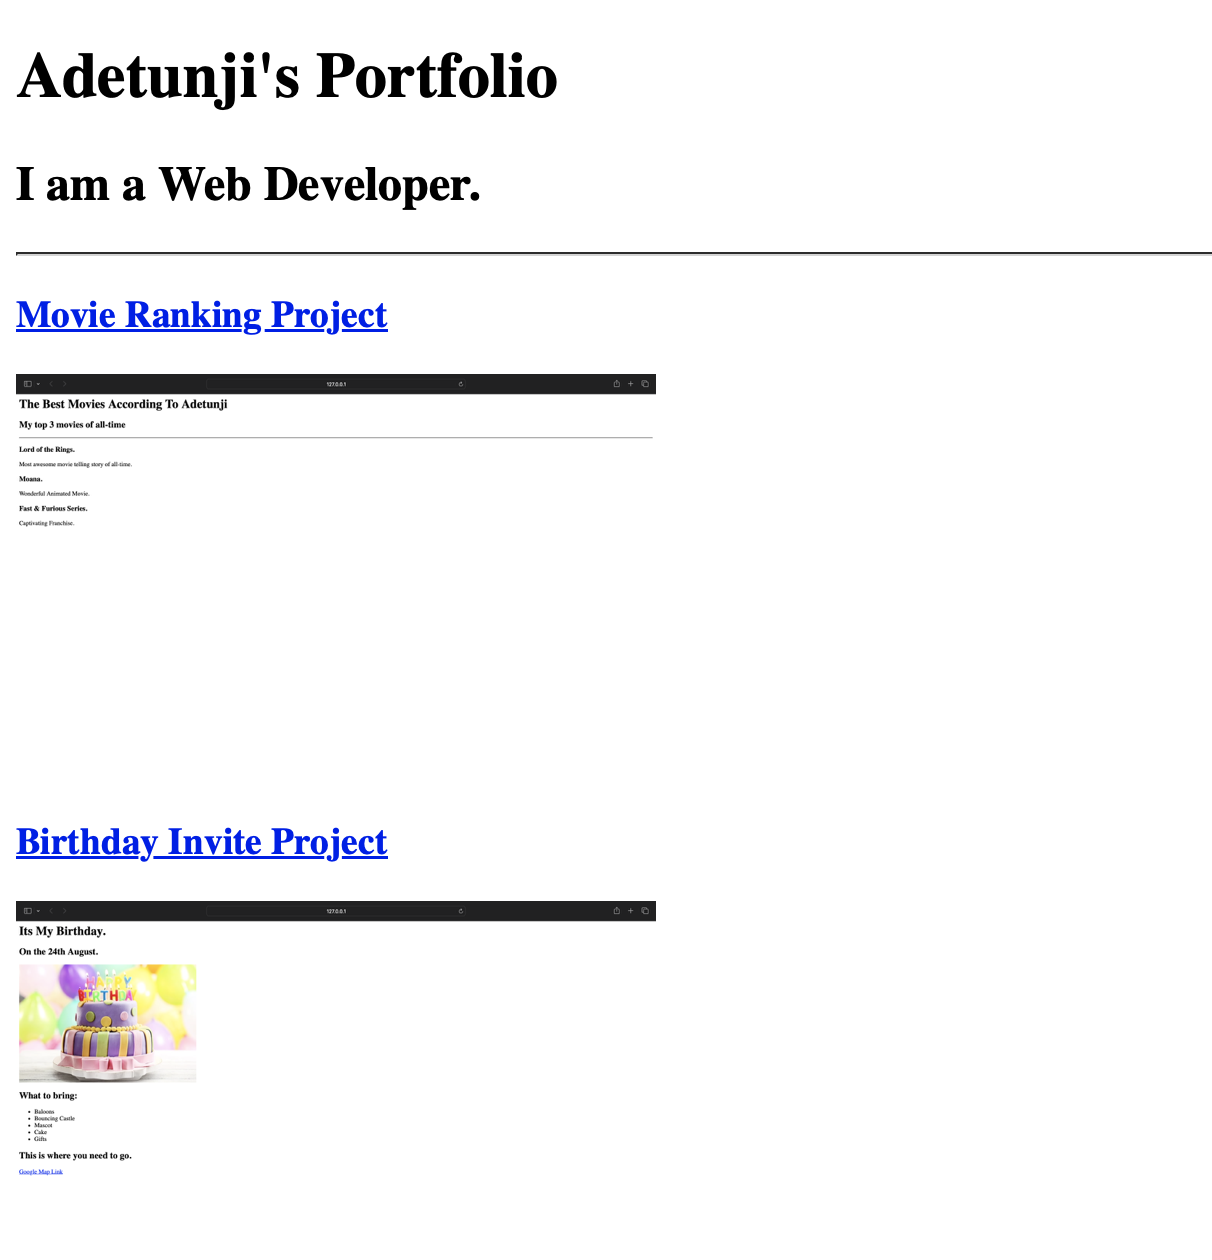 Adetunji's Portfolio
I am a Web Developer.
Movie Ranking Project
127.0.0.1
The Best Movies According To Adetunji
My top 3 movies of all-time
Lord of the Rings.
Most awesome movie telling story of all-time.
Moana.
Wonderful Animated Movie.
Fast & Furious Series.
Captivating Franchise.
Birthday Invite Project
127.0.0.1
Its My Birthday.
On the 24th August.
HAPPY
BIRTHDAY
What to bring:
Baloons
Bouncing Castle
Mascot
Cake
Gifts
This is where you need to go.
Google Map Link